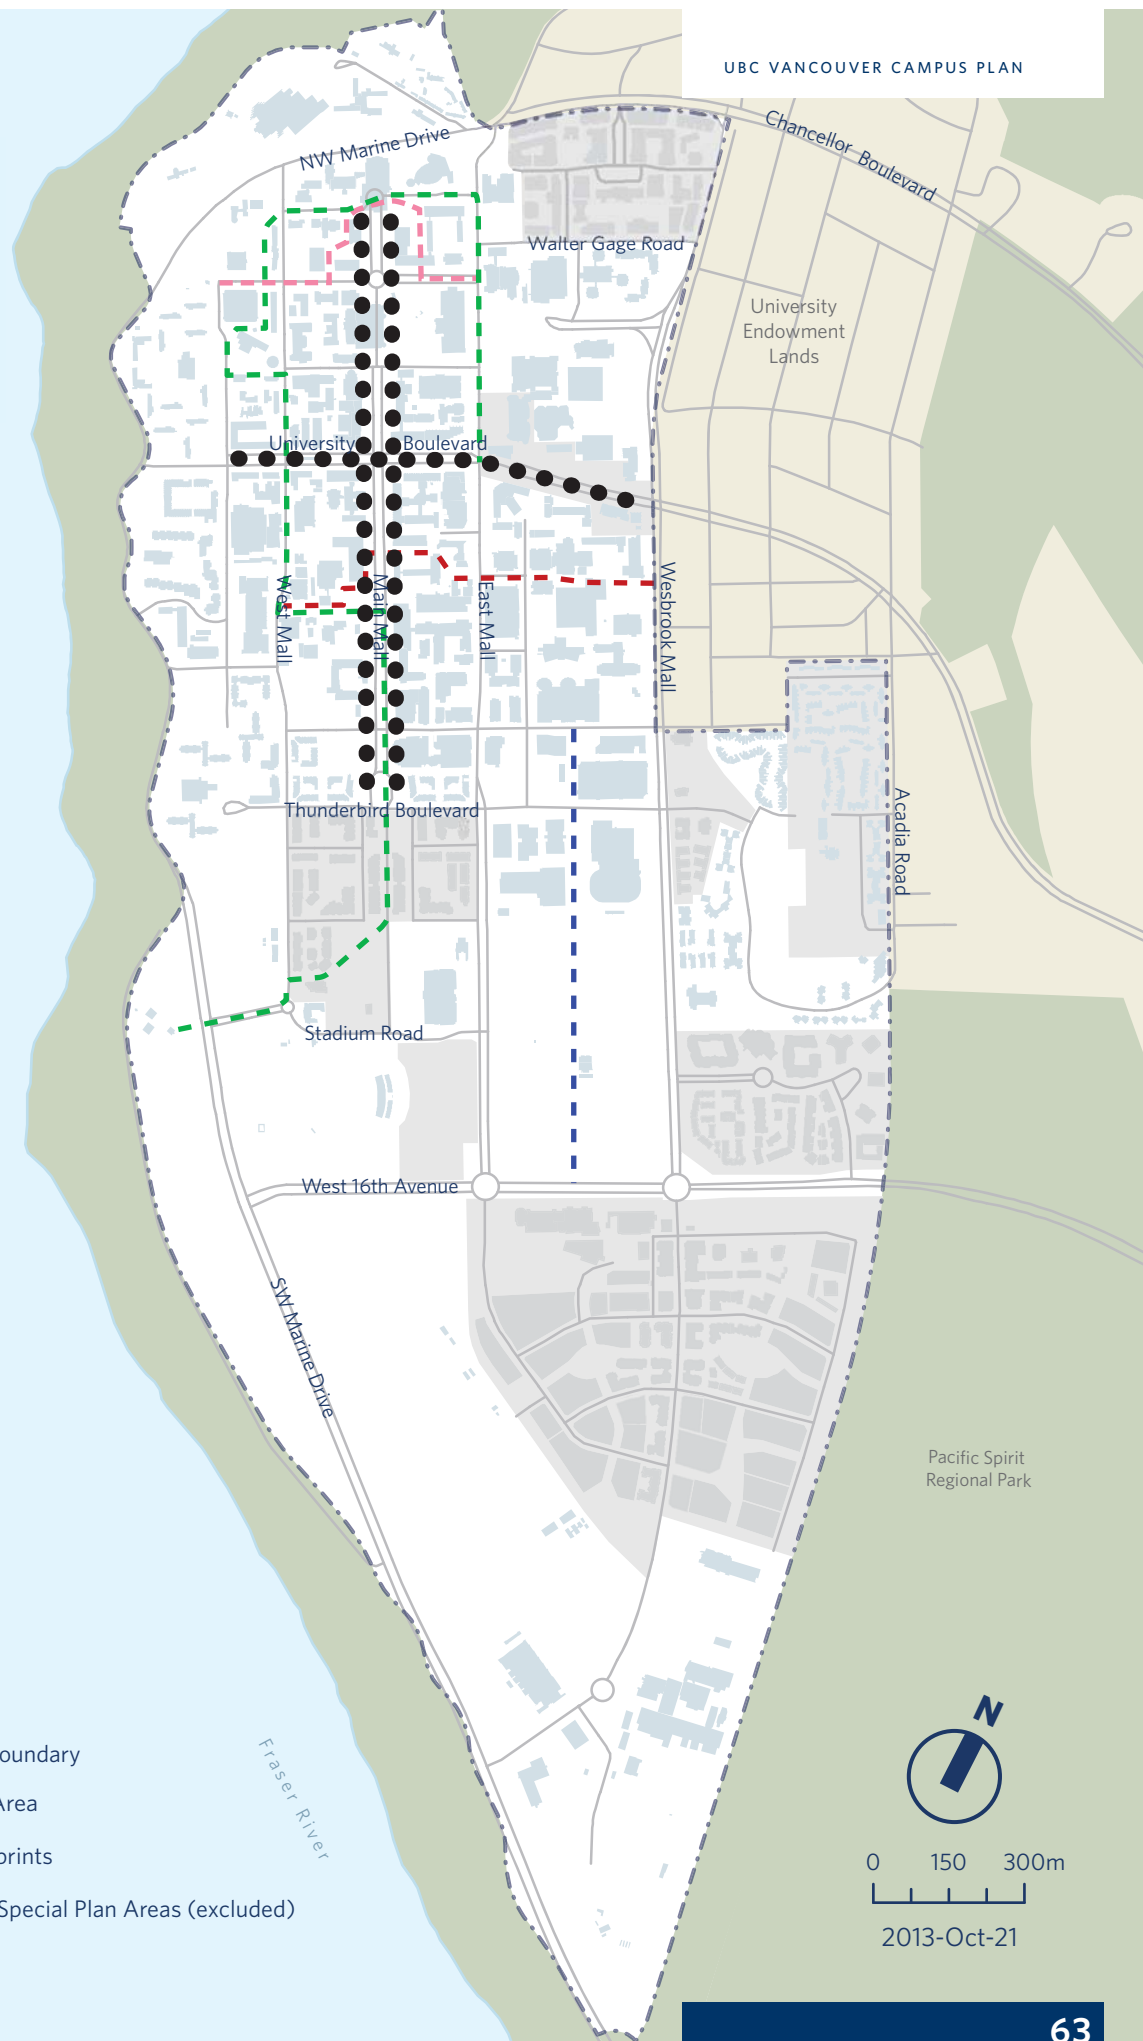 UBC VANCOUVER CAMPUS PLAN
Chancellor Boulevard
NW Marine Drive
Walter Gage Road
University
Endowment
Lands
University Boulevard
West Mall
Main Mall
East Mall
Wesbrook Mall
Thunderbird Boulevard
Acadia Road
Stadium Road
West 16th Avenue
SW Marine Drive
Pacific Spirit
Regional Park
Fraser River
N
oundary
Area
prints
Special Plan Areas (excluded)
0 150 300m
2013-Oct-21
63